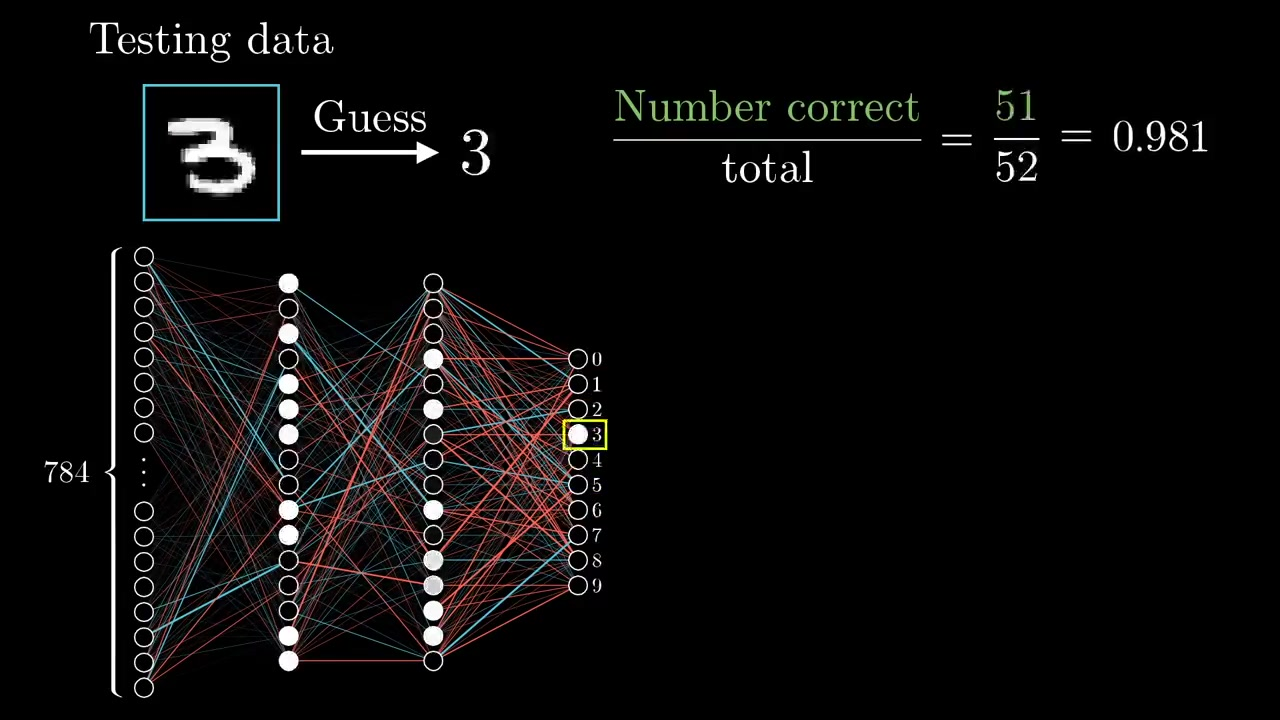 Testing data
Guess
3
Number correct
total
= 51/52 = 0.981
784
0
1
2
3
4
5
6
7
8
9